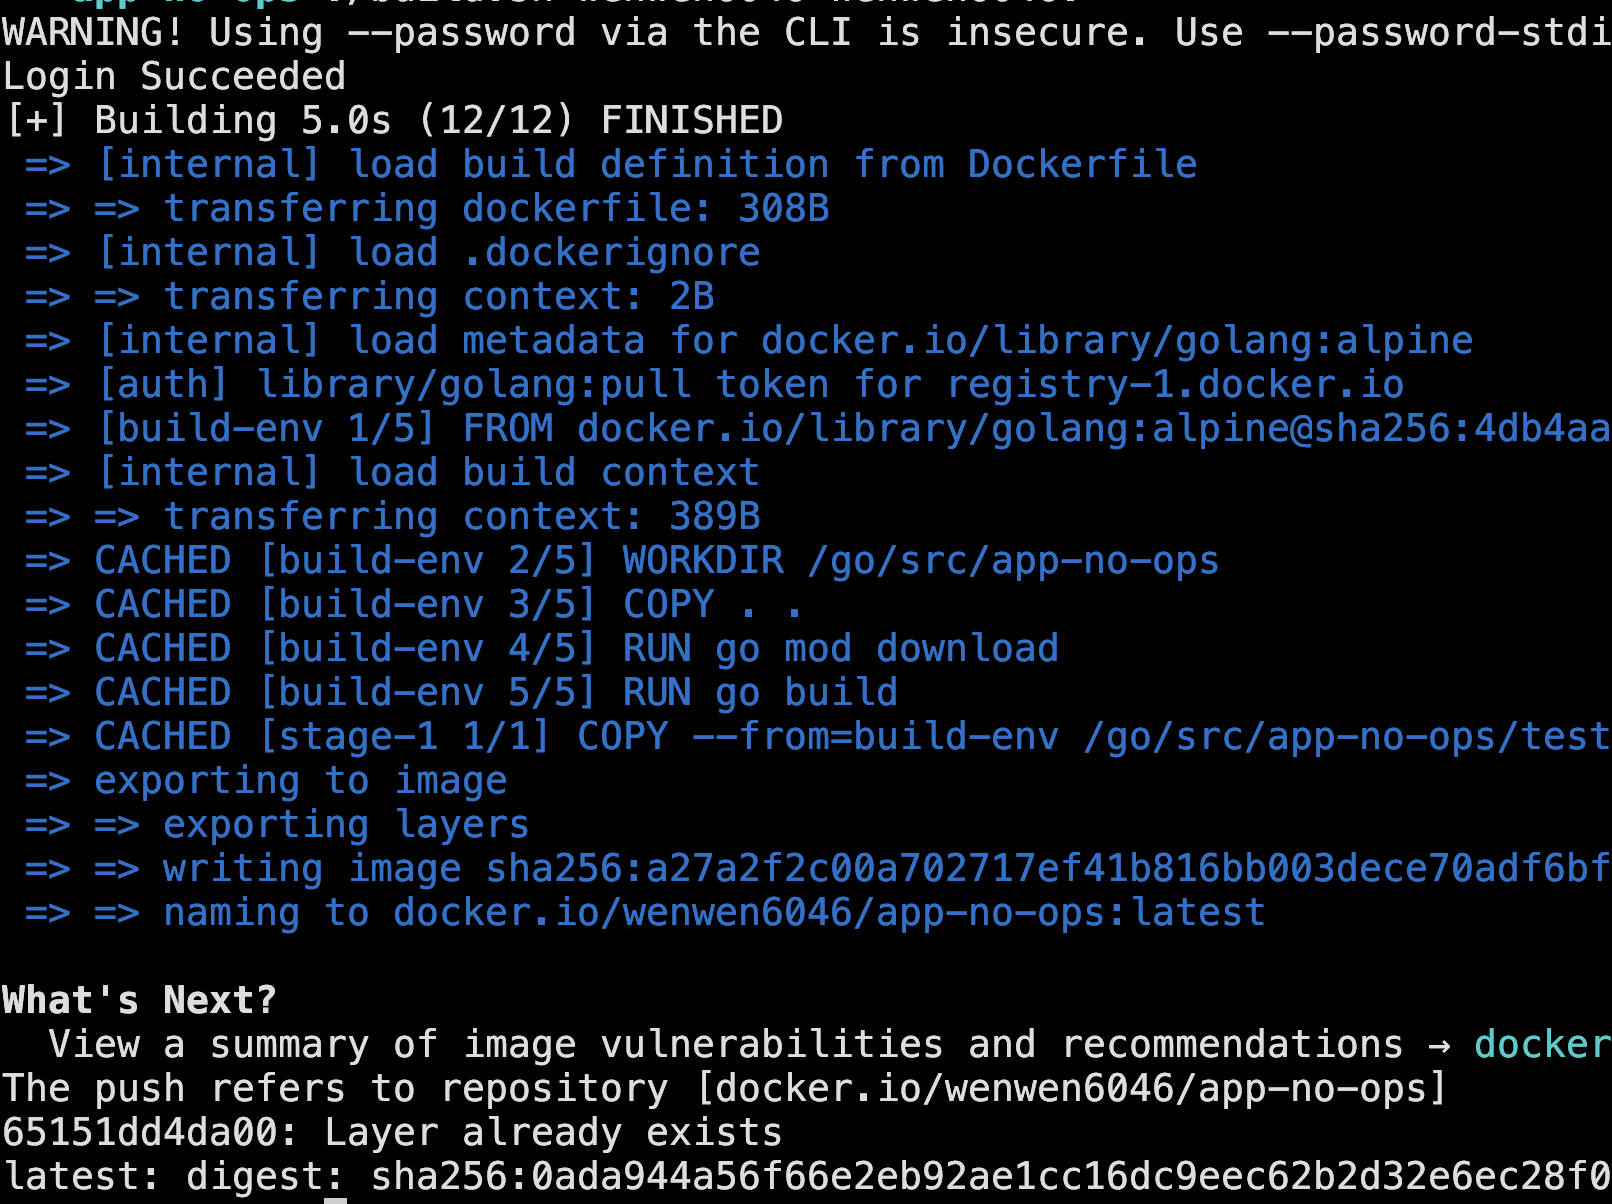 WARNING! Using --password via the CLI is insecure. Use --password-stdi
Login Succeeded
[+] Building 5.0s (12/12) FINISHED
=> [internal] load build definition from Dockerfile
=> => transferring dockerfile: 308B
=> [internal] load .dockerignore
=> => transferring context: 2B
=> [internal] load metadata for docker.io/library/golang:alpine
=> [auth] library/golang:pull token for registry-1.docker.io
=> [build-env 1/5] FROM docker.io/library/golang:alpine@sha256:4db4aa
=> [internal] load build context
=> => transferring context: 389B
=> CACHED [build-env 2/5] WORKDIR /go/src/app-no-ops
=> CACHED [build-env 3/5] COPY . .
=> CACHED [build-env 4/5] RUN go mod download
=> CACHED [build-env 5/5] RUN go build
=> CACHED [stage-1 1/1] COPY --from=build-env /go/src/app-no-ops/test
=> exporting to image
=> => exporting layers
=> => writing image sha256:a27a2f2c00a702717ef41b816bb003dece70adf6bf
=> => naming to docker.io/wenwen6046/app-no-ops:latest
What's Next?
View a summary of image vulnerabilities and recommendations → docker
The push refers to repository [docker.io/wenwen6046/app-no-ops]
65151dd4da00: Layer already exists
latest: digest: sha256:0ada944a56f66e2eb92ae1cc16dc9eec62b2d32e6ec28f0